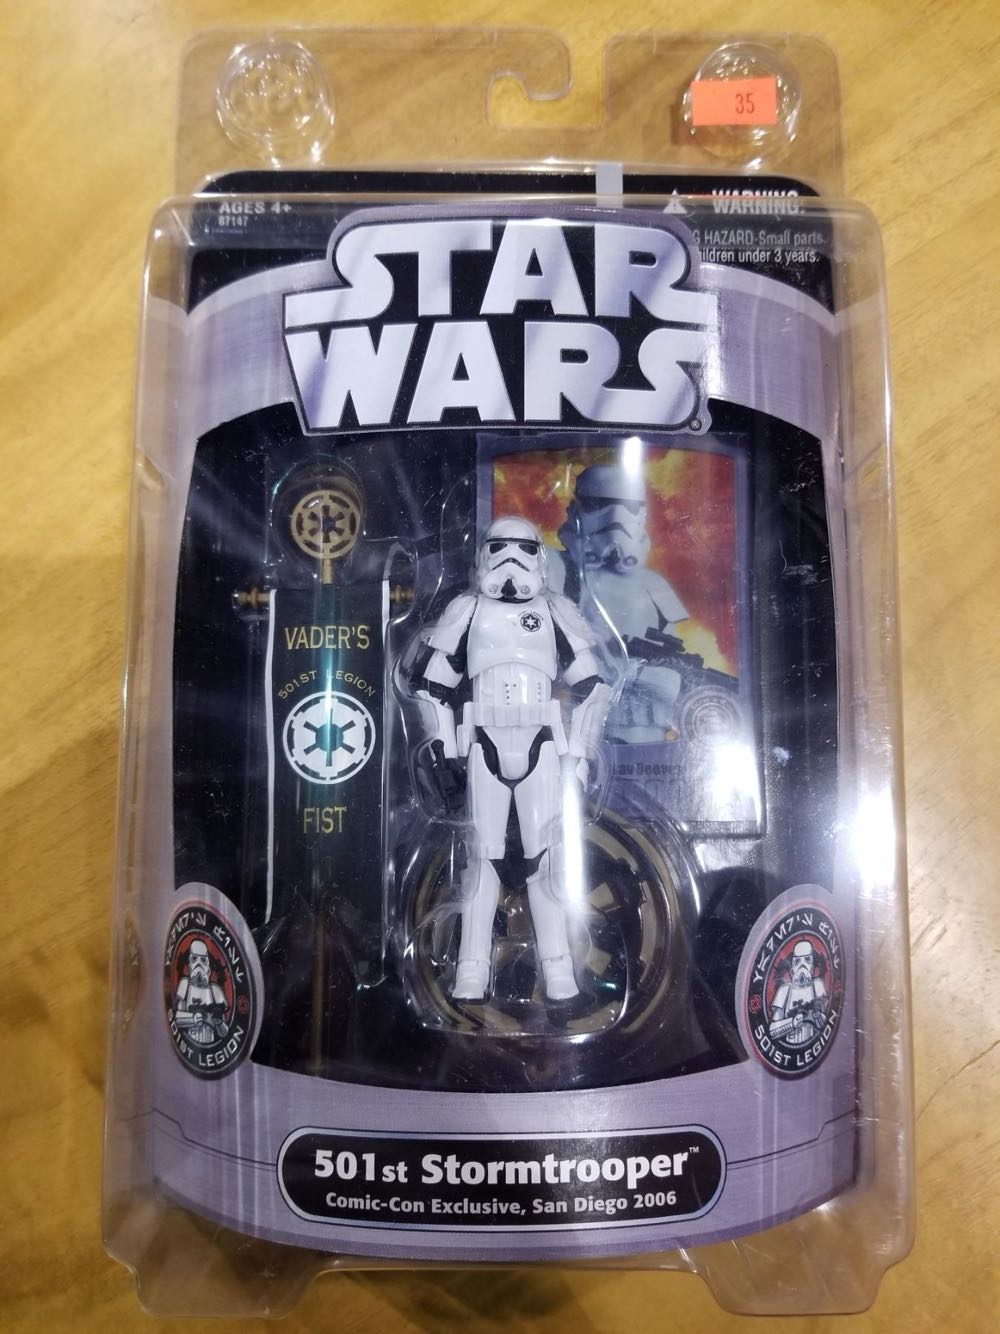 35
AGES 4+
87147
WARNING:
G HAZARD-Small parts.
ildren under 3 years.
STAR
WARS
VADER'S
501ST LEGION
FIST
501ST LEGION
501ST LEGION
501st Stormtrooper™
Comic-Con Exclusive, San Diego 2006